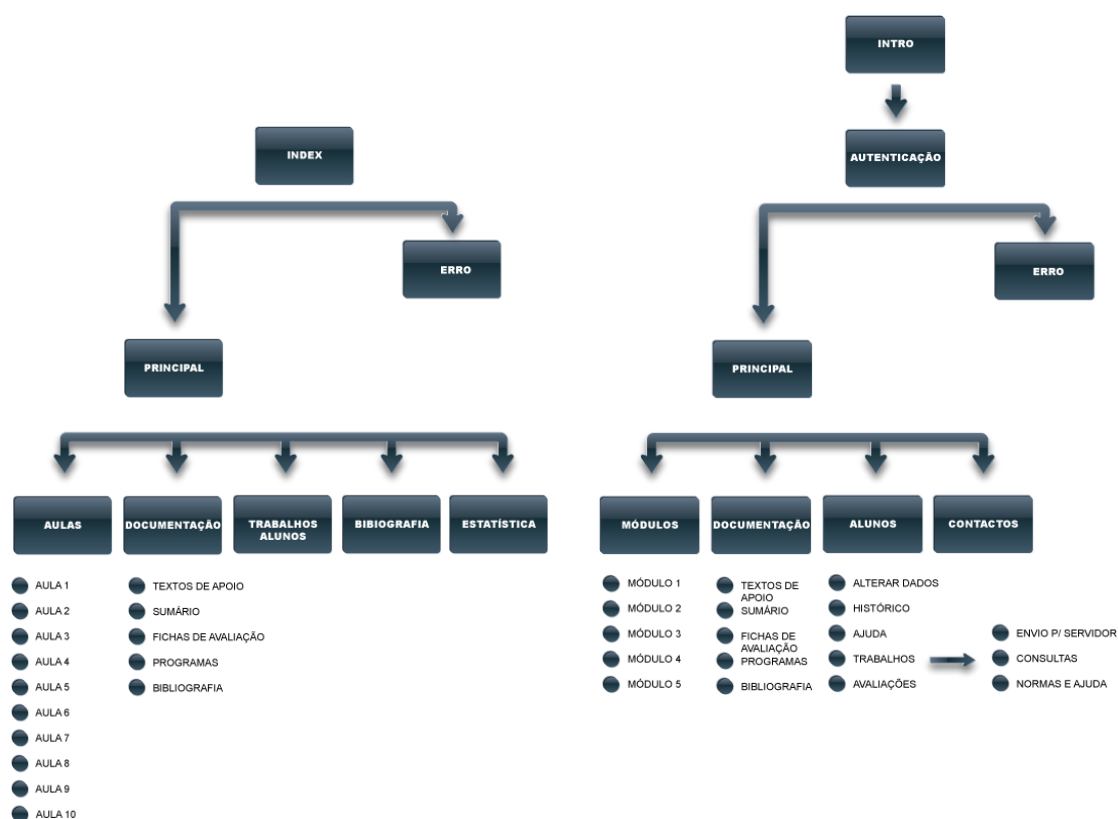 INDEX
ERRO
PRINCIPAL
AULAS
DOCUMENTAÇÃO
TRABALHOS
ALUNOS
BIBIOGRAFIA
ESTATÍSTICA
AULA 1
AULA 2
AULA 3
AULA 4
AULA 5
AULA 6
AULA 7
AULA 8
AULA 9
AULA 10
TEXTOS DE APOIO
SUMÁRIO
FICHAS DE AVALIAÇÃO
PROGRAMAS
BIBLIOGRAFIA
INTRO
AUTENTICAÇÃO
ERRO
PRINCIPAL
MÓDULOS
DOCUMENTAÇÃO
ALUNOS
CONTACTOS
MÓDULO 1
MÓDULO 2
MÓDULO 3
MÓDULO 4
MÓDULO 5
TEXTOS DE
APOIO
SUMÁRIO
FICHAS DE
AVALIAÇÃO
PROGRAMAS
BIBLIOGRAFIA
ALTERAR DADOS
HISTÓRICO
AJUDA
TRABALHOS
AVALIAÇÕES
ENVIO P/ SERVIDOR
CONSULTAS
NORMAS E AJUDA